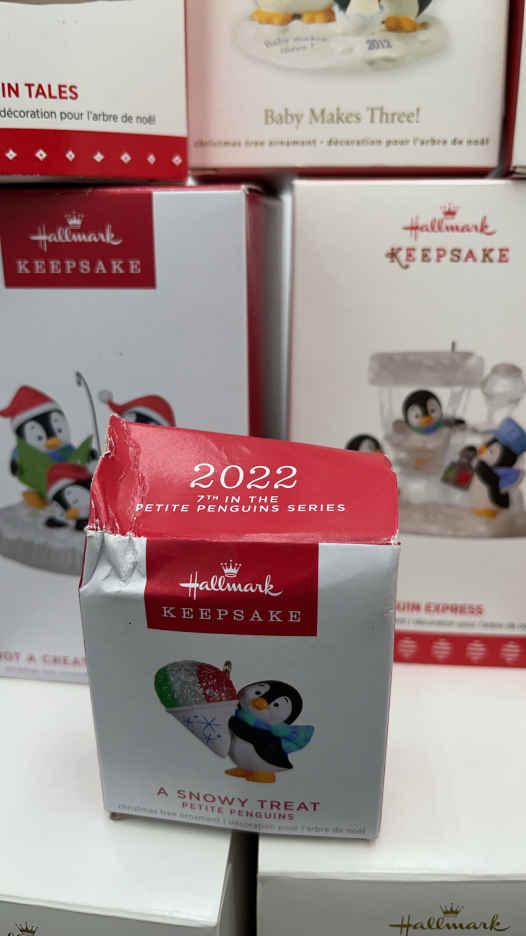 IN TALES
décoration pour l'arbre de noël
Baby makes
three!
2012
Baby Makes Three!
christmas tree ornament · décoration pour l'arbre de noël
Hallmark
KEEPSAKE
Hallmark
KEEPSAKE
UIN EXPRESS
décoration pour l'arbre de
OT A CREAT
2022
7TH IN THE
PETITE PENGUINS SERIES
Hallmark
KEEPSAKE
A SNOWY TREAT
PETITE PENGUINS
christmas tree ornament | décoration pour l'arbre de noël
Hallmark